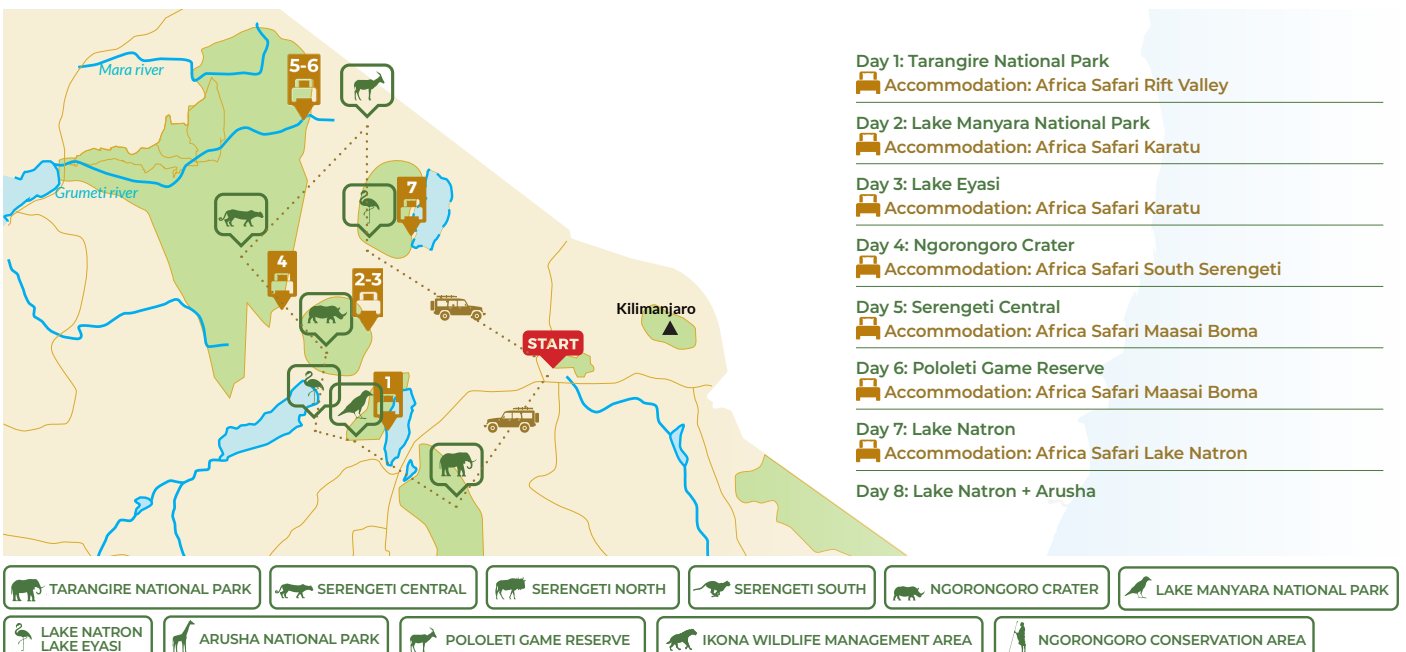 Mara river
5-6
Grumeti river
7
4
2-3
Kilimanjaro
START
1
Day 1: Tarangire National Park
Accommodation: Africa Safari Rift Valley
Day 2: Lake Manyara National Park
Accommodation: Africa Safari Karatu
Day 3: Lake Eyasi
Accommodation: Africa Safari Karatu
Day 4: Ngorongoro Crater
Accommodation: Africa Safari South Serengeti
Day 5: Serengeti Central
Accommodation: Africa Safari Maasai Boma
Day 6: Pololeti Game Reserve
Accommodation: Africa Safari Maasai Boma
Day 7: Lake Natron
Accommodation: Africa Safari Lake Natron
Day 8: Lake Natron + Arusha
TARANGIRE NATIONAL PARK
SERENGETI CENTRAL
SERENGETI NORTH
SERENGETI SOUTH
NGORONGORO CRATER
LAKE MANYARA NATIONAL PARK
LAKE NATRON
LAKE EYASI
ARUSHA NATIONAL PARK
POLOLETI GAME RESERVE
IKONA WILDLIFE MANAGEMENT AREA
NGORONGORO CONSERVATION AREA